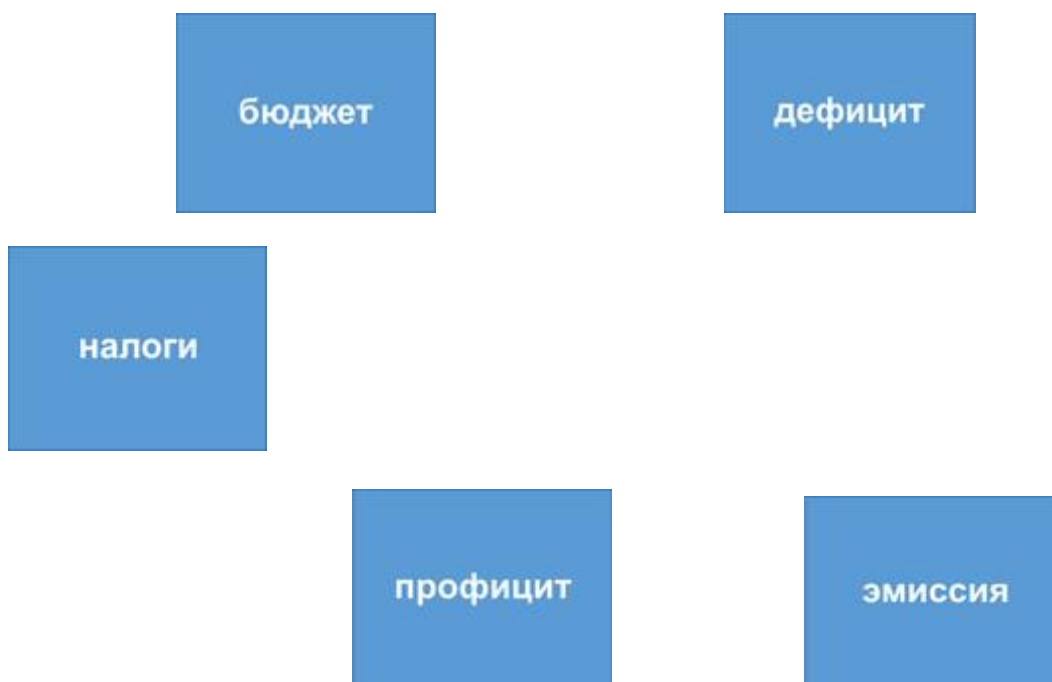 бюджет
дефицит
налоги
профицит
эмиссия